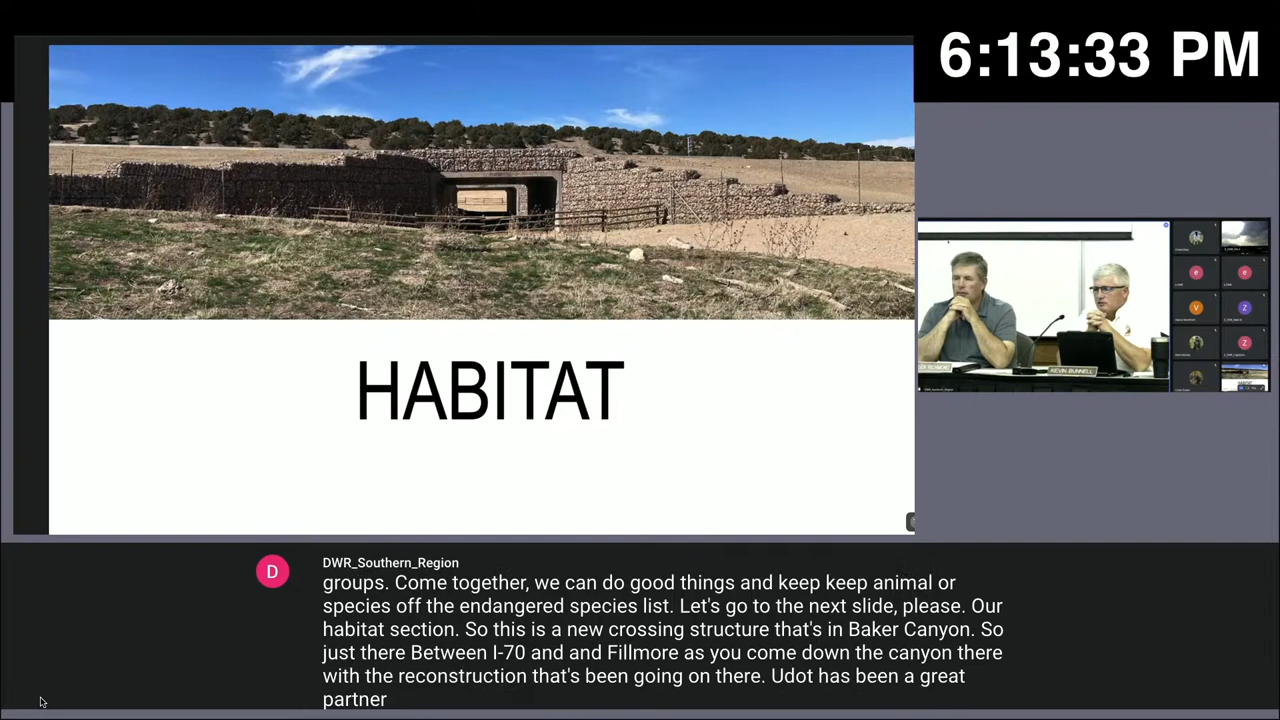 6:13:33 PM
HABITAT
KEVIN BUNNELL
D
DWR_Southern_Region
groups. Come together, we can do good things and keep keep animal or
species off the endangered species list. Let's go to the next slide, please. Our
habitat section. So this is a new crossing structure that's in Baker Canyon. So
just there Between I-70 and and Fillmore as you come down the canyon there
with the reconstruction that's been going on there. Udot has been a great
partner